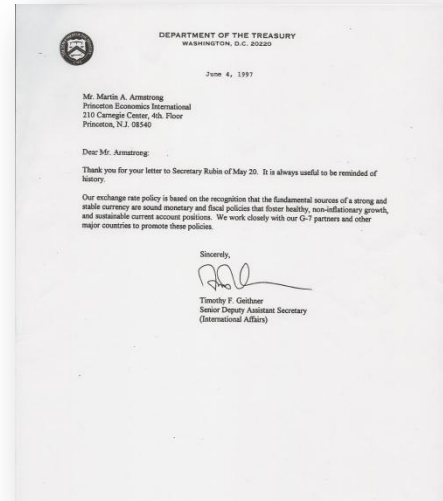 DEPARTMENT OF THE TREASURY
WASHINGTON, D.C. 20220
June 4, 1997
Mr. Martin A. Armstrong
Princeton Economics International
210 Carnegie Center, 4th. Floor
Princeton, N.J. 08540
Dear Mr. Armstrong:
Thank you for your letter to Secretary Rubin of May 20. It is always useful to be reminded of
history.
Our exchange rate policy is based on the recognition that the fundamental sources of a strong and
stable currency are sound monetary and fiscal policies that foster healthy, non-inflationary growth,
and sustainable current account positions. We work closely with our G-7 partners and other
major countries to promote these policies.
Sincerely,
Timothy F. Geithner
Senior Deputy Assistant Secretary
(International Affairs)